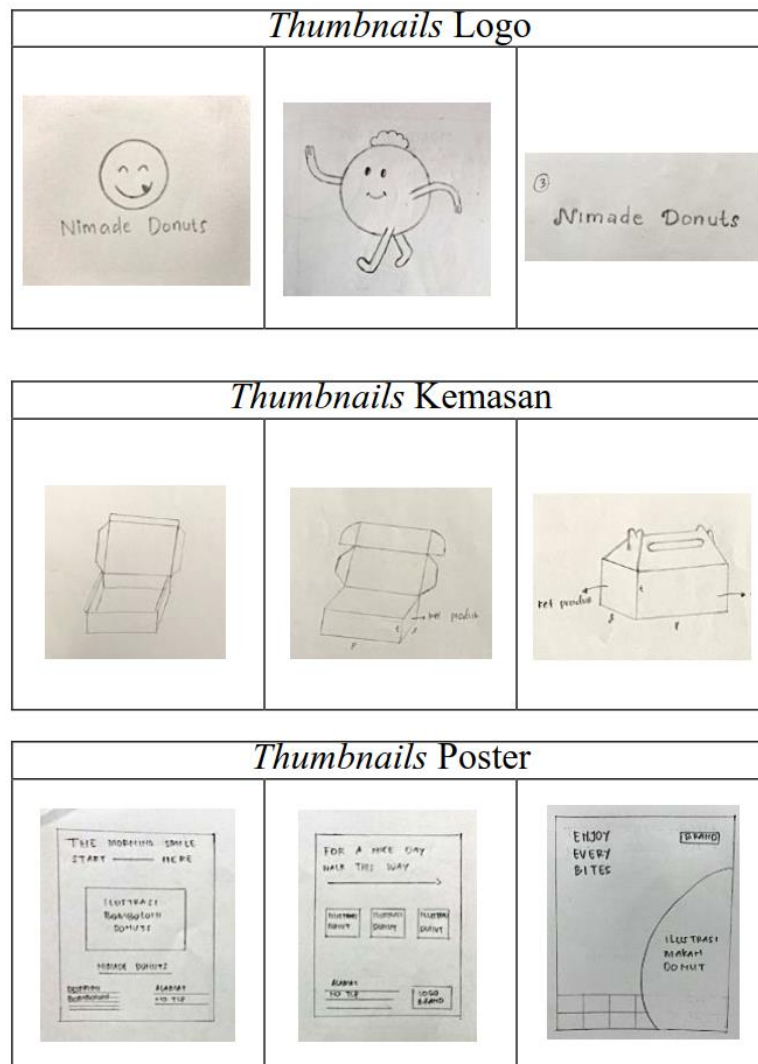 Thumbnails Logo
Nimade Donuts
3
Nimade Donuts
Thumbnails Kemasan
ket produk
t
l
p
ket produk
t
l
p
Thumbnails Poster
THE MORNING SMILE
START HERE
ILUSTRASI
DONUTS
NIMADE DONUTS
ALAMAT
NO TLP
FOR A NICE DAY
WALK THIS WAY
ILUSTRASI
DONUT
ILUSTRASI
DONUT
ILUSTRASI
DONUT
ALAMAT
NO TLP
LOGO
BRAND
ENJOY
EVERY
BITES
BRAND
ILUSTRASI
MAKAN
DONUT